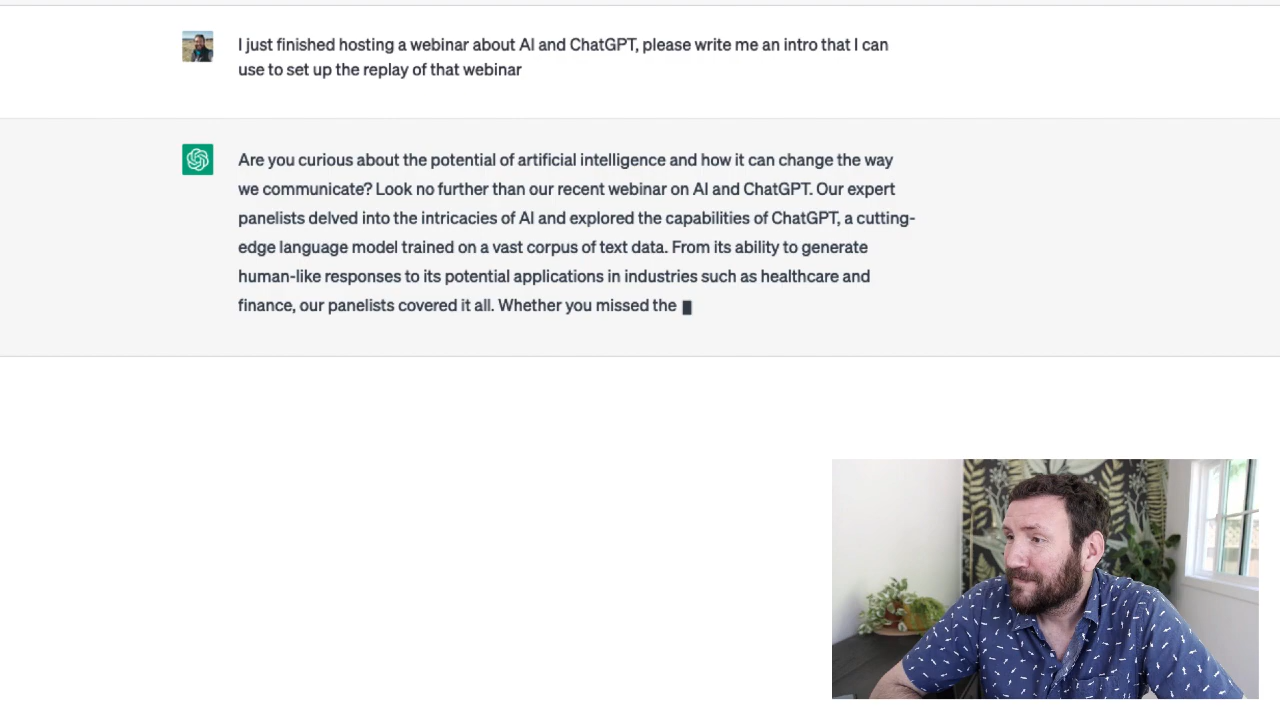 I just finished hosting a webinar about AI and ChatGPT, please write me an intro that I can
use to set up the replay of that webinar
Are you curious about the potential of artificial intelligence and how it can change the way
we communicate? Look no further than our recent webinar on AI and ChatGPT. Our expert
panelists delved into the intricacies of AI and explored the capabilities of ChatGPT, a cutting-
edge language model trained on a vast corpus of text data. From its ability to generate
human-like responses to its potential applications in industries such as healthcare and
finance, our panelists covered it all. Whether you missed the